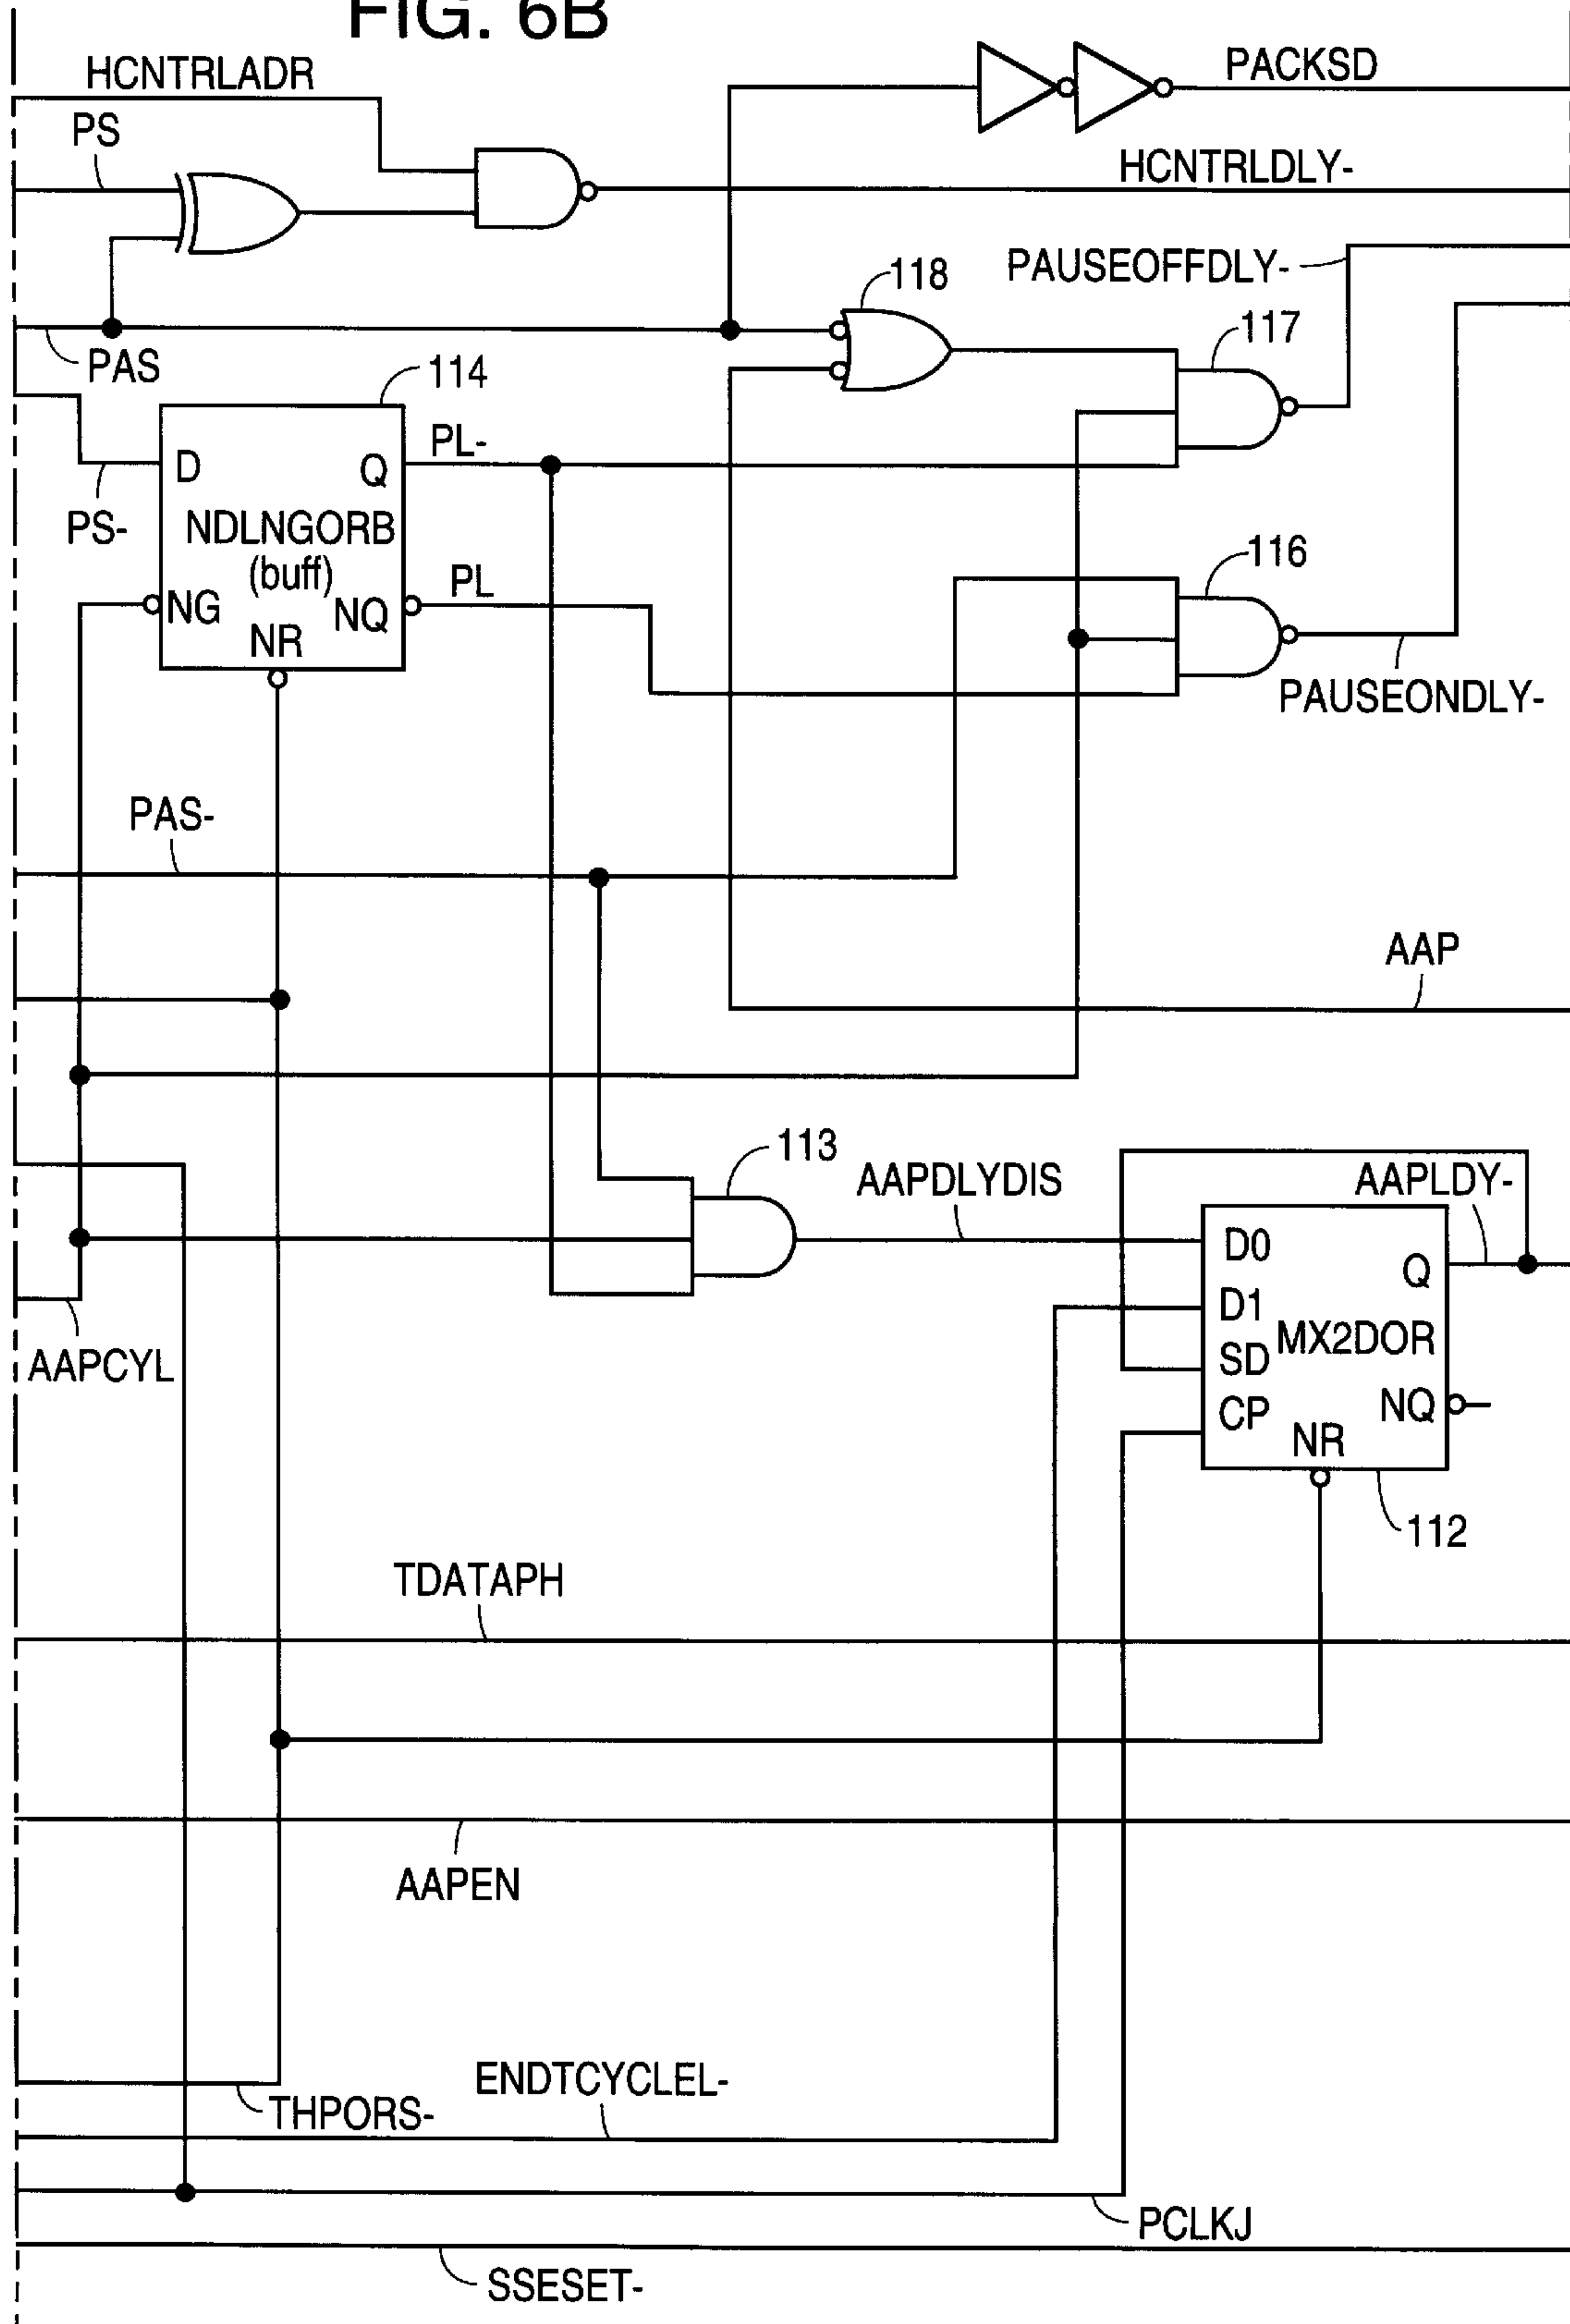 FIG. 6B
HCNTRLADR
PACKSD
PS
HCNTRLDLY-
PAUSEOFFDLY-
118
117
PAS
114
PL-
D
Q
PS-
NDLNGORB
(buff)
116
PL
NG
NQ
NR
PAUSEONDLY-
PAS-
AAP
113
AAPDLYDIS
AAPLDY-
D0
Q
D1
MX2DOR
AAPCYL
SD
CP
NQ
NR
112
TDATAPH
AAPEN
ENDTCYCLEL-
THPORS-
PCLKJ
SSESET-